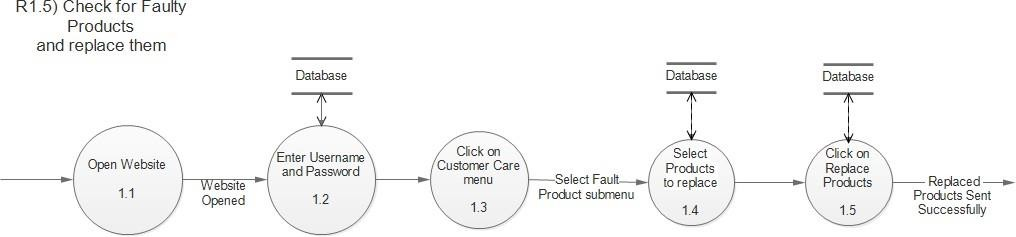 R1.5) Check for Faulty
Products
and replace them
Database
Database
Database
Open Website
1.1
Website
Opened
Enter Username
and Password
1.2
Click on
Customer Care
menu
1.3
Select Fault
Product submenu
Select
Products
to replace
1.4
Click on
Replace
Products
1.5
Replaced
Products Sent
Successfully